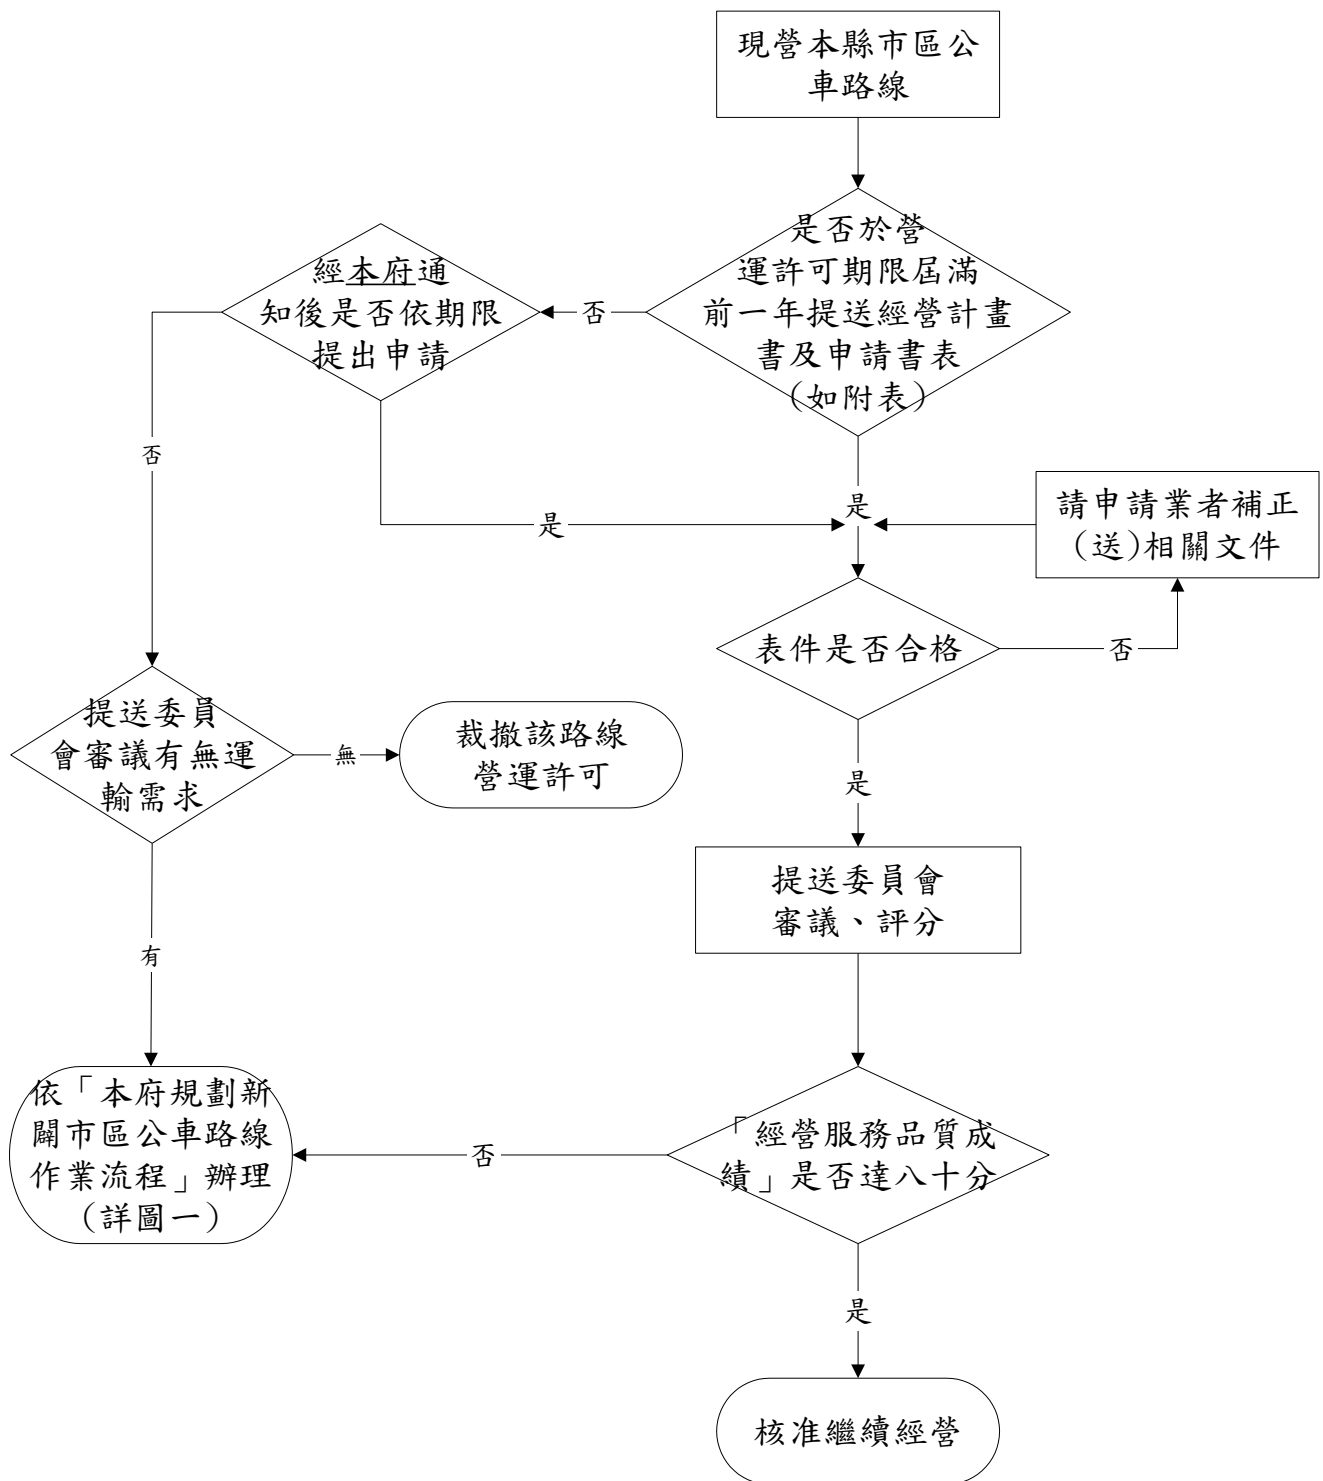 現營本縣市區公
車路線
是否於營
運許可期限屆滿
前一年提送經營計畫
書及申請書表
(如附表)
否
經本府通
知後是否依期限
提出申請
否
是
是
請申請業者補正
(送)相關文件
表件是否合格
否
提送委員
會審議有無運
輸需求
無
裁撤該路線
營運許可
是
提送委員會
審議、評分
有
依「本府規劃新
闢市區公車路線
作業流程」辦理
(詳圖一)
否
「經營服務品質成
績」是否達八十分
是
核准繼續經營